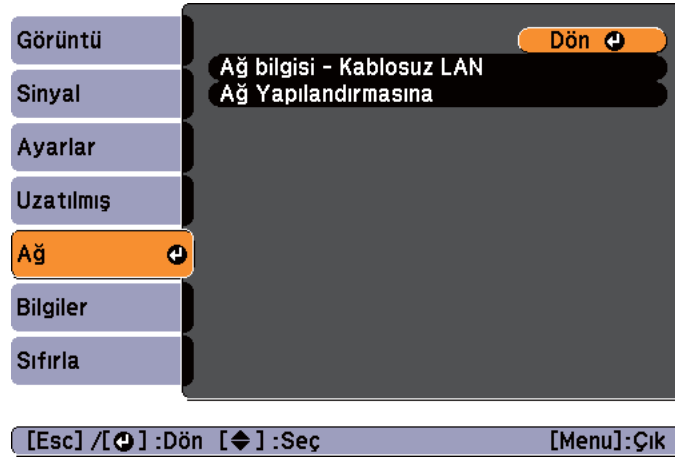 Görüntü
Sinyal
Ayarlar
Uzatılmış
Ağ
Bilgiler
Sıfırla
Dön
Ağ bilgisi - Kablosuz LAN
Ağ Yapılandırmasına
[Esc] /[ ] :Dön [ ] :Seç [Menu]:Çık